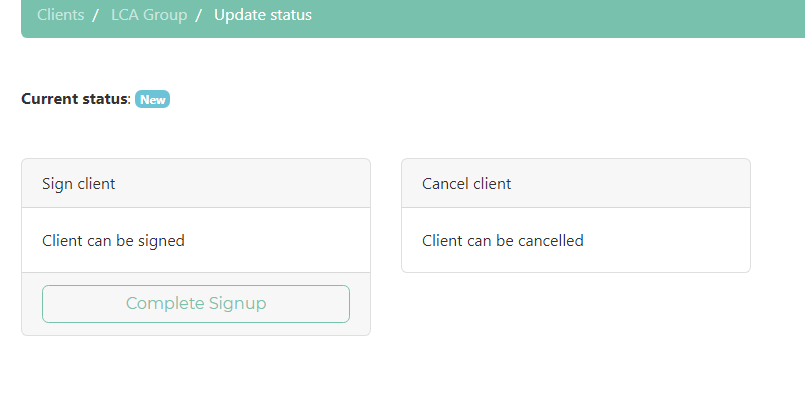 Clients / LCA Group / Update status
Current status: New
Sign client
Client can be signed
Complete Signup
Cancel client
Client can be cancelled